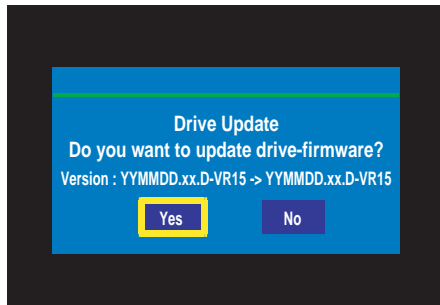 Drive Update
Do you want to update drive-firmware?
Version : YYMMDD.xx.D-VR15 -> YYMMDD.xx.D-VR15
Yes No